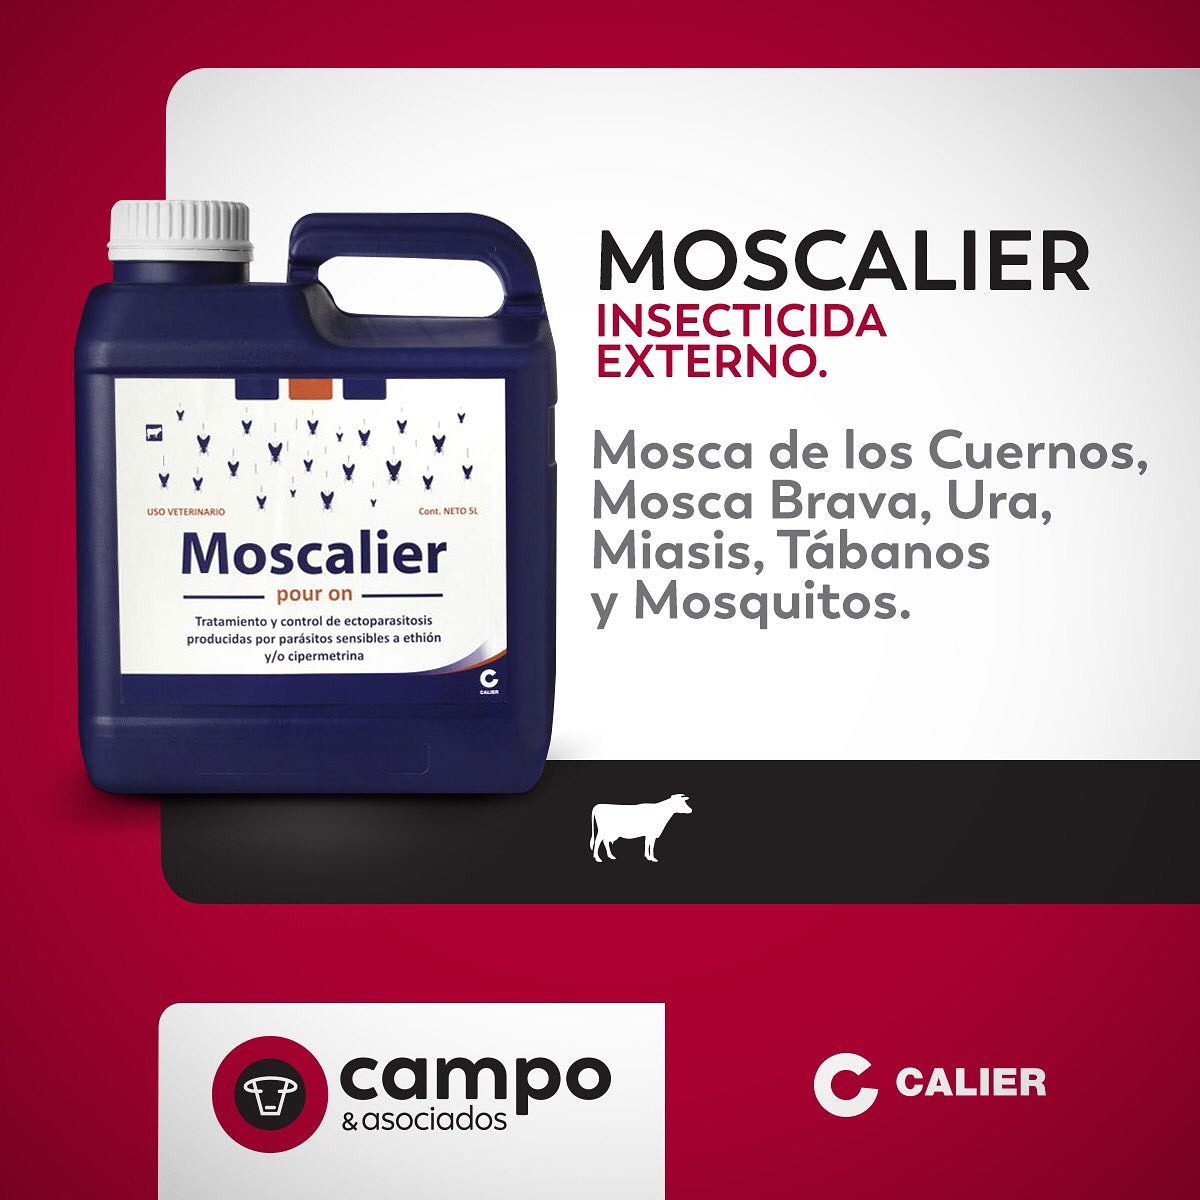 MOSCALIER
INSECTICIDA
EXTERNO.
Mosca de los Cuernos,
Mosca Brava, Ura,
Miasis, Tábanos
y Mosquitos.
USO VETERINARIO
Cont. NETO 5L
Moscalier
pour on
Tratamiento y control de ectoparasitosis
producidas por parásitos sensibles a ethión
y/o cipermetrina
CALIER
campo
& asociados
CALIER